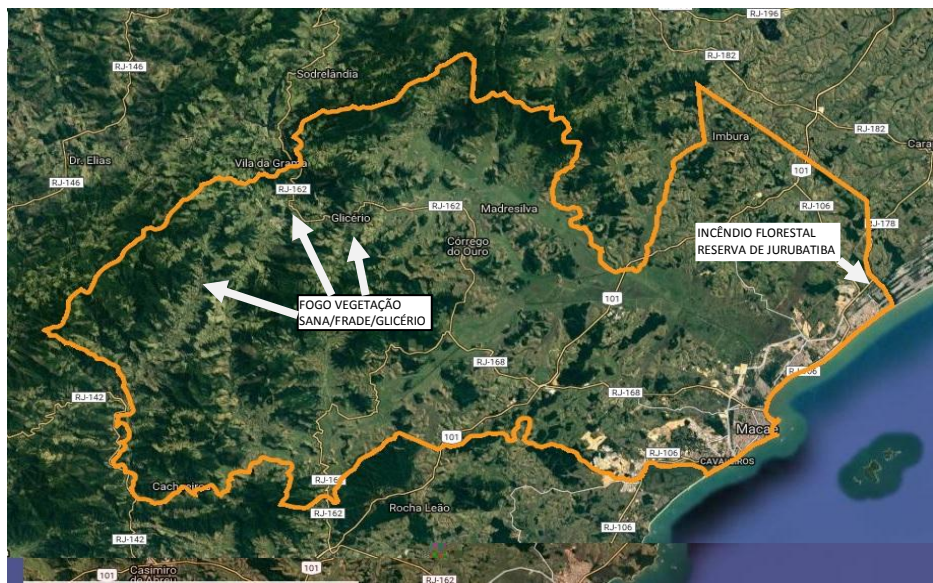 RJ-196
RJ-182
RJ-146
Sodrelândia
RJ-182
Imbura
Cara
Dr. Elias
Vila da Grama
RJ-146
101
RJ-162
RJ-106
Glicério
RJ-162
Madresilva
RJ-178
INCÊNDIO FLORESTAL
RESERVA DE JURUBATIBA
Córrego
do Ouro
101
FOGO VEGETAÇÃO
SANA/FRADE/GLICÉRIO
RJ-168
RJ-106
RJ-142
RJ-168
Macaé
101
RJ-106
CAVALEIROS
Cachoeiros
RJ-162
Rocha Leão
RJ-106
RJ-142
101
Casimiro
de Abreu
RJ-162